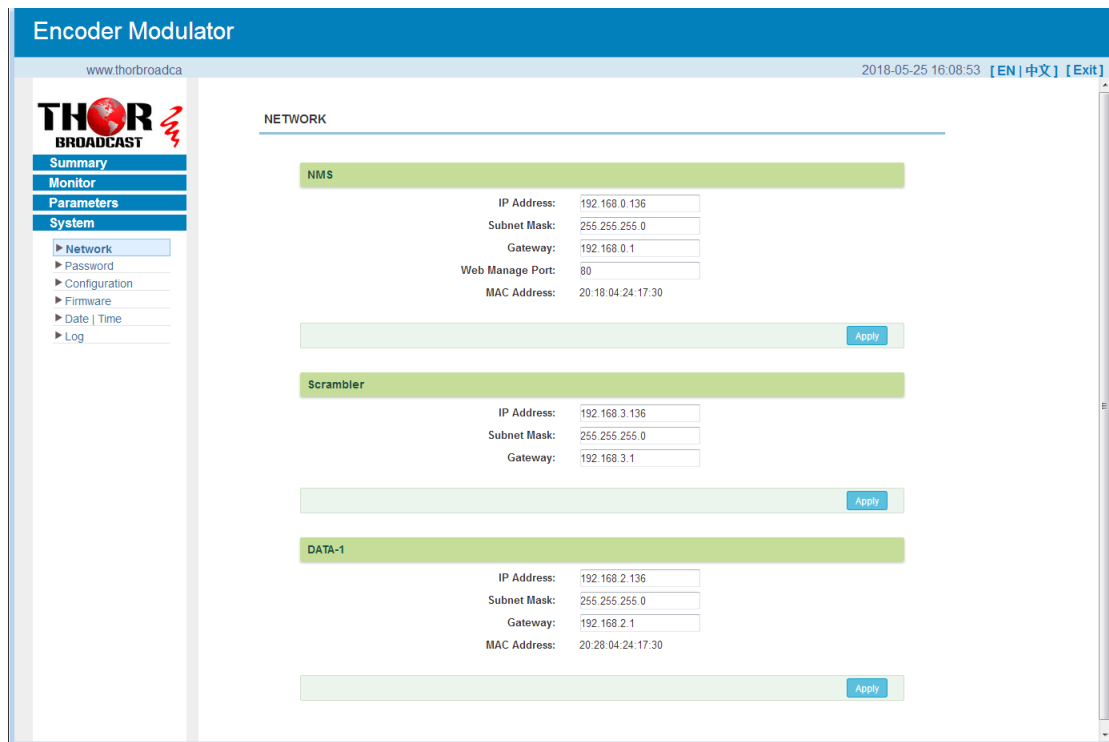 Encoder Modulator
www.thorbroadca
2018-05-25 16:08:53 [ EN | 中文 ] [ Exit ]
THOR
BROADCAST
Summary
Monitor
Parameters
System
Network
Password
Configuration
Firmware
Date | Time
Log
NETWORK
NMS
IP Address: 192.168.0.136
Subnet Mask: 255.255.255.0
Gateway: 192.168.0.1
Web Manage Port: 80
MAC Address: 20:18:04:24:17:30
Apply
Scrambler
IP Address: 192.168.3.136
Subnet Mask: 255.255.255.0
Gateway: 192.168.3.1
Apply
DATA-1
IP Address: 192.168.2.136
Subnet Mask: 255.255.255.0
Gateway: 192.168.2.1
MAC Address: 20:28:04:24:17:30
Apply